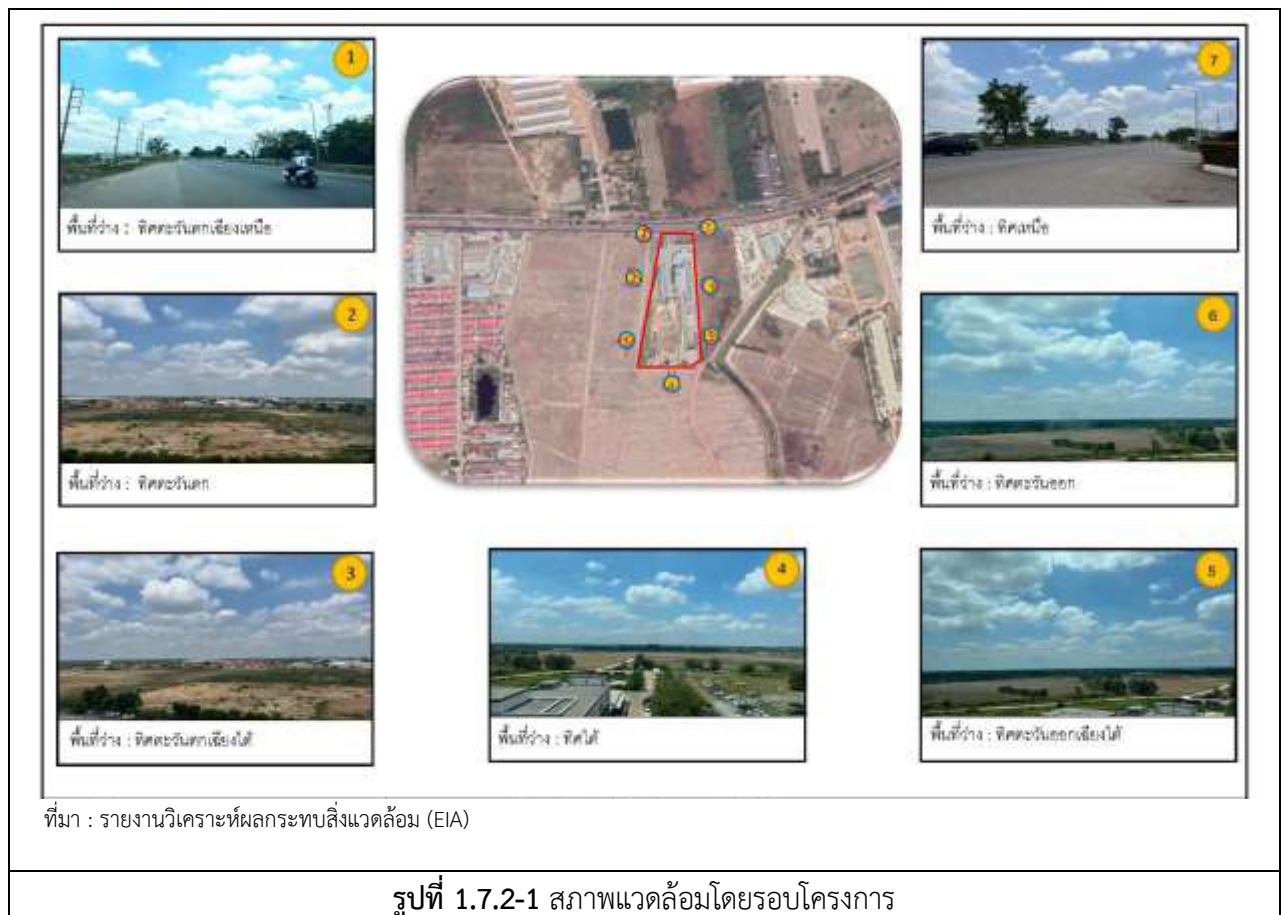 1
พื้นที่ว่าง : ทิศตะวันตกเฉียงเหนือ
7
พื้นที่ว่าง : ทิศเหนือ
2
พื้นที่ว่าง : ทิศตะวันตก
6
พื้นที่ว่าง : ทิศตะวันออก
3
พื้นที่ว่าง : ทิศตะวันตกเฉียงใต้
4
พื้นที่ว่าง : ทิศใต้
5
พื้นที่ว่าง : ทิศตะวันออกเฉียงใต้
ที่มา : รายงานวิเคราะห์ผลกระทบสิ่งแวดล้อม (EIA)
รูปที่ 1.7.2-1 สภาพแวดล้อมโดยรอบโครงการ